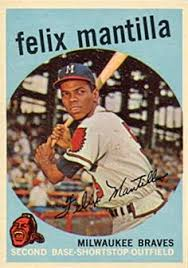 felix mantilla
M
Felix Mantilla
MILWAUKEE BRAVES
SECOND BASE-SHORTSTOP-OUTFIELD